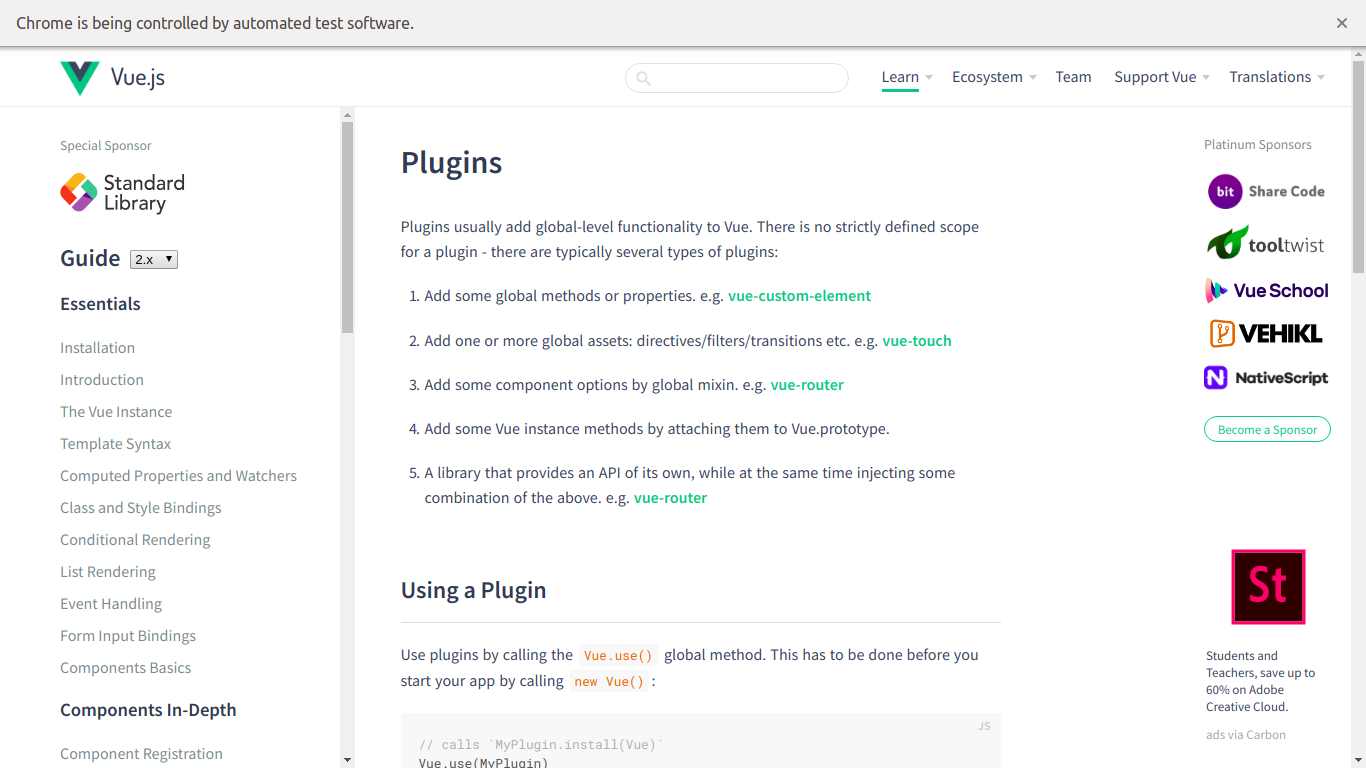 Chrome is being controlled by automated test software.
Vue.js
Learn
Ecosystem
Team
Support Vue
Translations
Special Sponsor
Standard
Library
Guide 2.x
Essentials
Installation
Introduction
The Vue Instance
Template Syntax
Computed Properties and Watchers
Class and Style Bindings
Conditional Rendering
List Rendering
Event Handling
Form Input Bindings
Components Basics
Components In-Depth
Component Registration
Plugins
Plugins usually add global-level functionality to Vue. There is no strictly defined scope
for a plugin - there are typically several types of plugins:
1. Add some global methods or properties. e.g. vue-custom-element
2. Add one or more global assets: directives/filters/transitions etc. e.g. vue-touch
3. Add some component options by global mixin. e.g. vue-router
4. Add some Vue instance methods by attaching them to Vue.prototype.
5. A library that provides an API of its own, while at the same time injecting some
combination of the above. e.g. vue-router
Using a Plugin
Use plugins by calling the Vue.use() global method. This has to be done before you
start your app by calling new Vue() :
JS
// calls `MyPlugin.install(Vue)`
Vue.use(MyPlugin)
Platinum Sponsors
bit Share Code
tooltwist
Vue School
VEHIKL
N NativeScript
Become a Sponsor
St
Students and
Teachers, save up to
60% on Adobe
Creative Cloud.
ads via Carbon